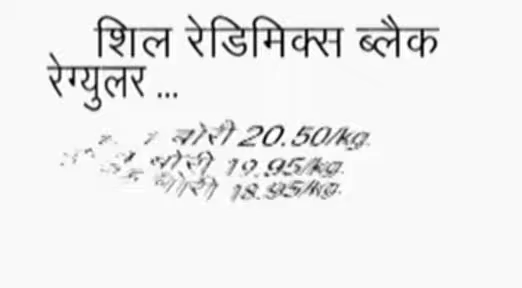 शिल रेडिमिक्स ब्लैक
रेग्युलर ...
बोरी 20.50/kg.
बोरी 19.95/kg.
बोरी 18.95/kg.